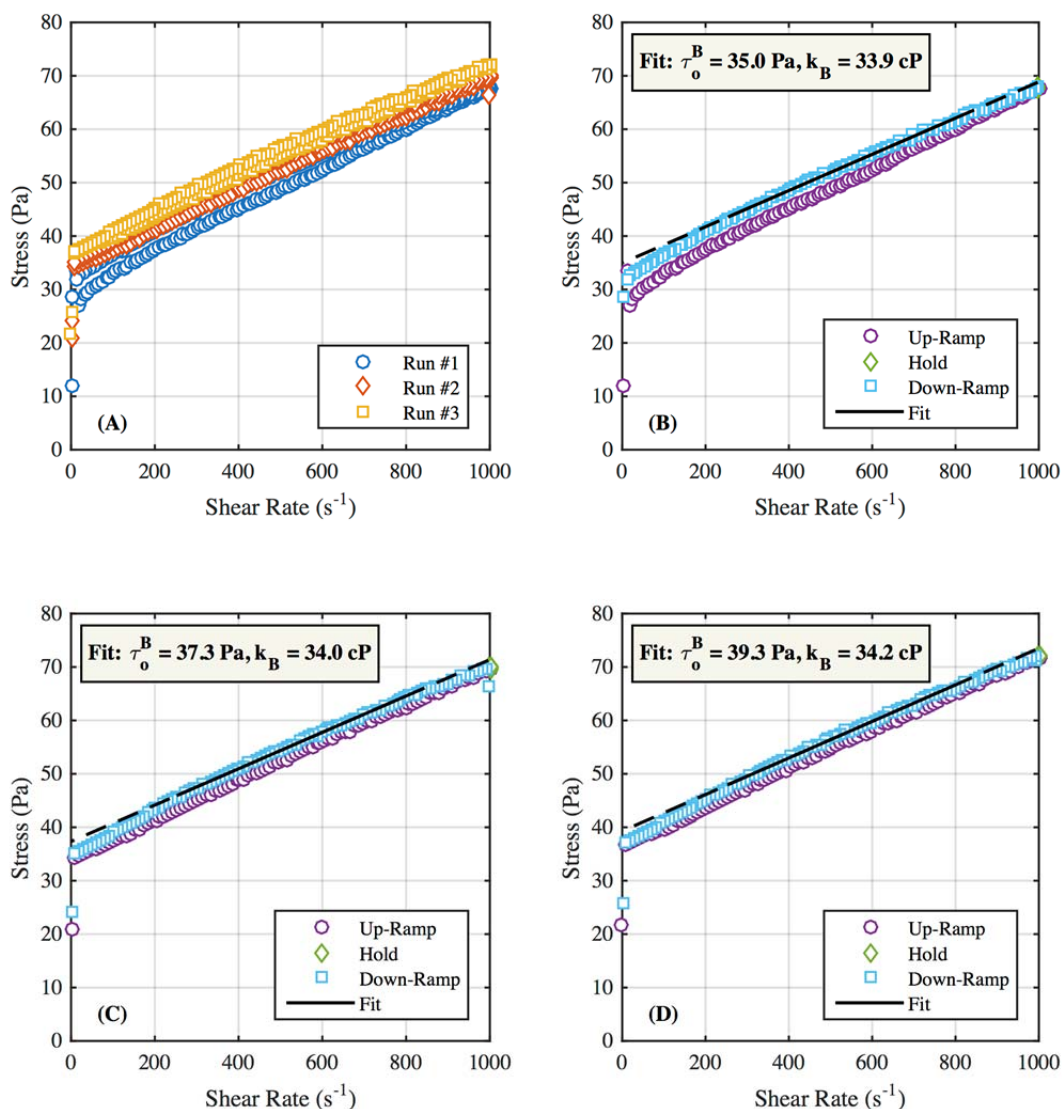 80
70
60
50
40
30
20
10
0
Stress (Pa)
Run #1
Run #2
Run #3
(A)
0 200 400 600 800 1000
Shear Rate (s⁻¹)
80
70
60
50
40
30
20
10
0
Stress (Pa)
Fit: τₒᴮ = 35.0 Pa, k_B = 33.9 cP
Up-Ramp
Hold
Down-Ramp
Fit
(B)
0 200 400 600 800 1000
Shear Rate (s⁻¹)
80
70
60
50
40
30
20
10
0
Stress (Pa)
Fit: τₒᴮ = 37.3 Pa, k_B = 34.0 cP
Up-Ramp
Hold
Down-Ramp
Fit
(C)
0 200 400 600 800 1000
Shear Rate (s⁻¹)
80
70
60
50
40
30
20
10
0
Stress (Pa)
Fit: τₒᴮ = 39.3 Pa, k_B = 34.2 cP
Up-Ramp
Hold
Down-Ramp
Fit
(D)
0 200 400 600 800 1000
Shear Rate (s⁻¹)